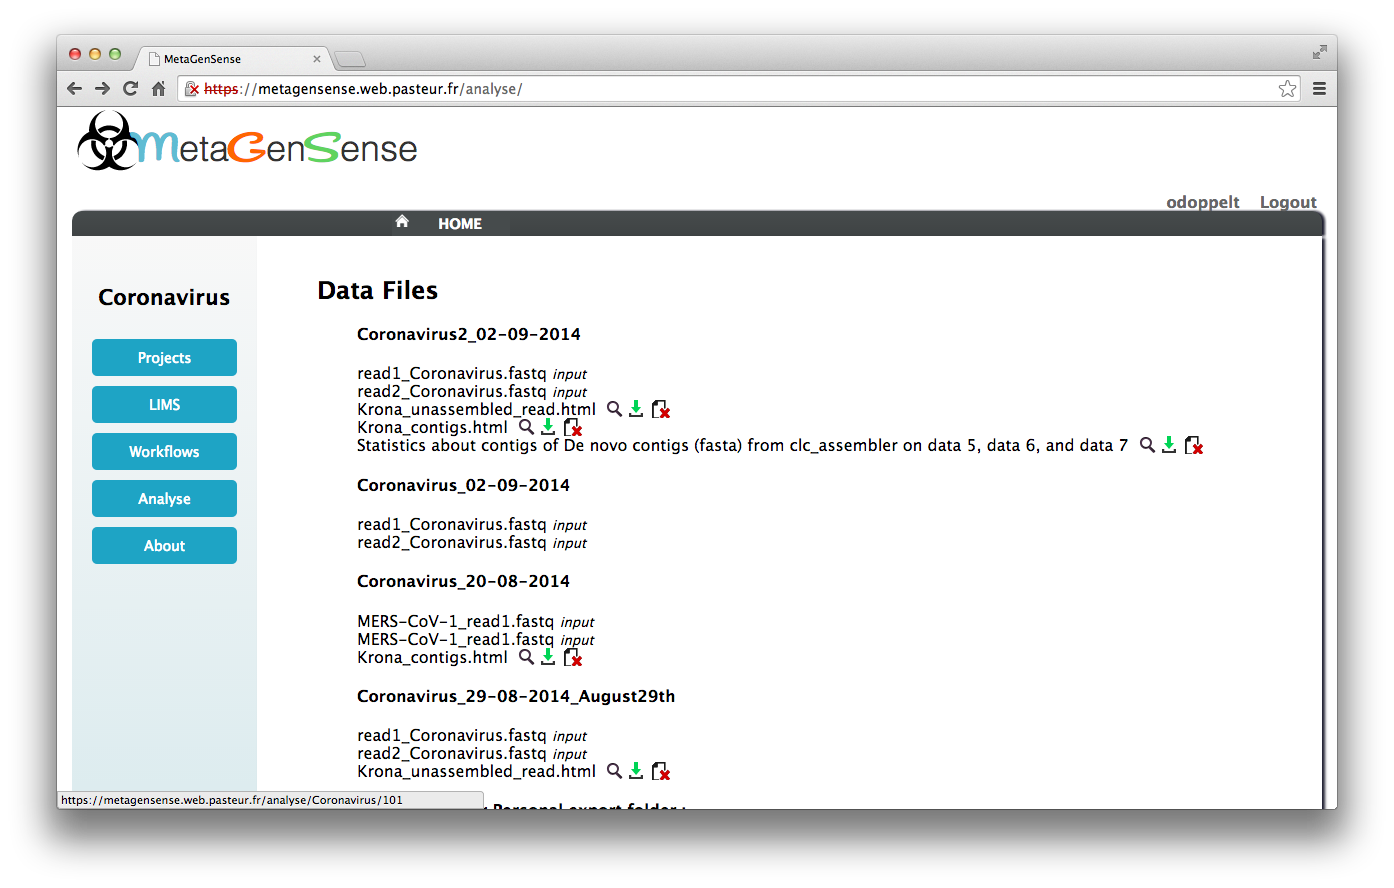 MetaGenSense
https://metagensense.web.pasteur.fr/analyse/
MetaGenSense
odoppelt Logout
HOME
Coronavirus
Projects
LIMS
Workflows
Analyse
About
Data Files
Coronavirus2_02-09-2014
read1_Coronavirus.fastq input
read2_Coronavirus.fastq input
Krona_unassembled_read.html
Krona_contigs.html
Statistics about contigs of De novo contigs (fasta) from clc_assembler on data 5, data 6, and data 7
Coronavirus_02-09-2014
read1_Coronavirus.fastq input
read2_Coronavirus.fastq input
Coronavirus_20-08-2014
MERS-CoV-1_read1.fastq input
MERS-CoV-1_read1.fastq input
Krona_contigs.html
Coronavirus_29-08-2014_August29th
read1_Coronavirus.fastq input
read2_Coronavirus.fastq input
Krona_unassembled_read.html
Personal export folder :
https://metagensense.web.pasteur.fr/analyse/Coronavirus/101